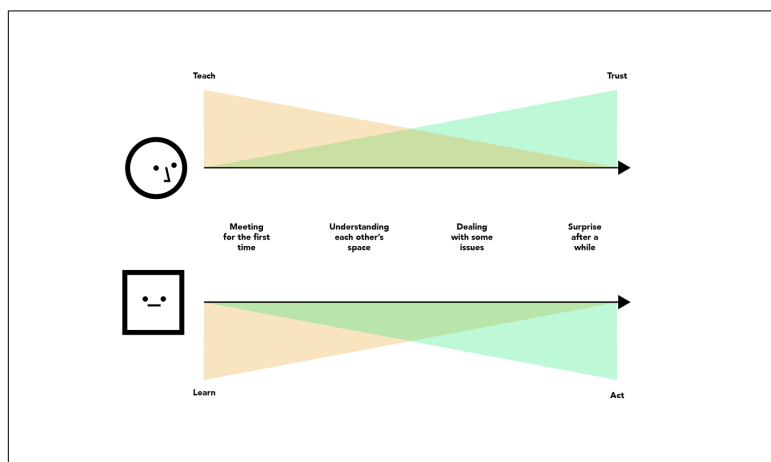 Teach
Trust
Meeting
for the first
time
Understanding
each other's
space
Dealing
with some
issues
Surprise
after a
while
Learn
Act